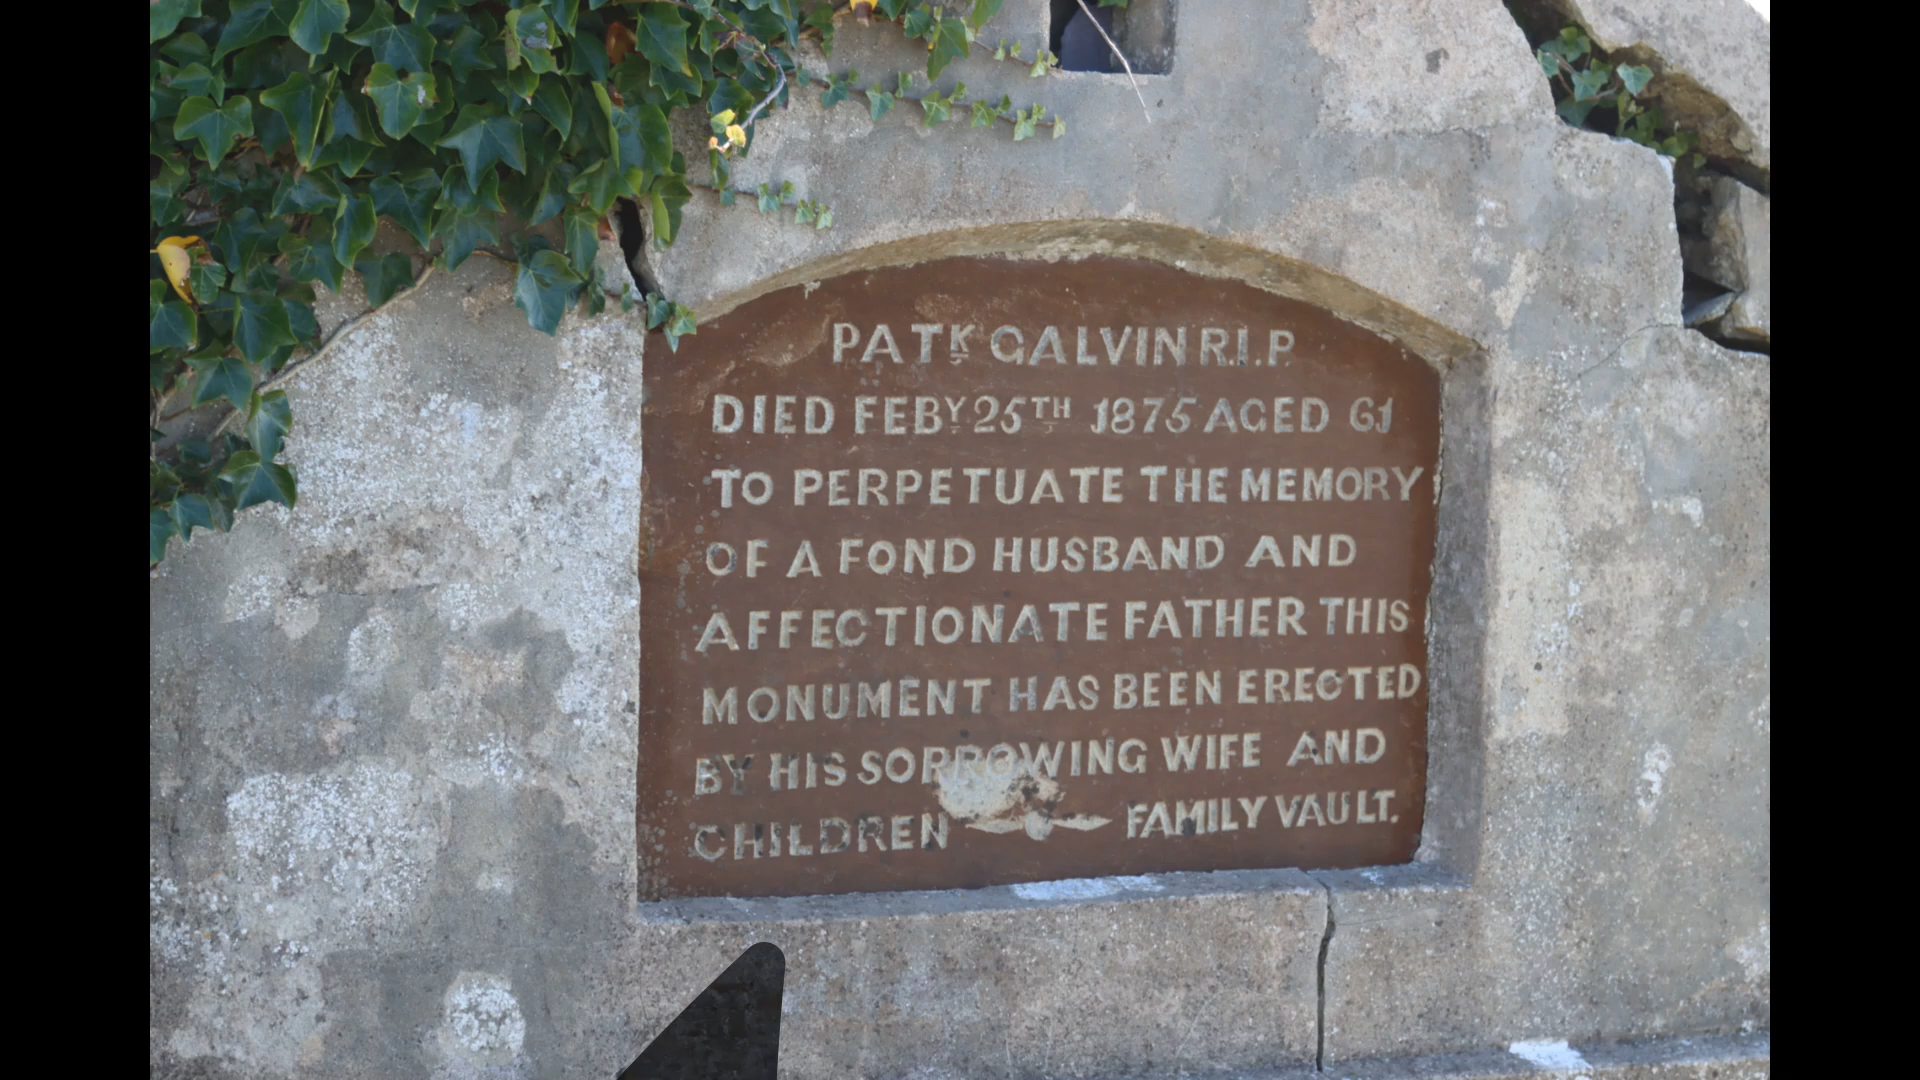 PATK GALVIN R.I.P.
DIED FEBY 25TH 1875 AGED 61
TO PERPETUATE THE MEMORY
OF A FOND HUSBAND AND
AFFECTIONATE FATHER THIS
MONUMENT HAS BEEN ERECTED
BY HIS SORROWING WIFE AND
CHILDREN FAMILY VAULT.